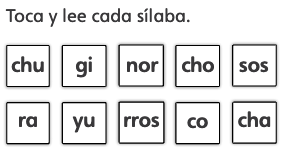 Toca y lee cada sílaba.
chu gi nor cho sos
ra yu rros co cha